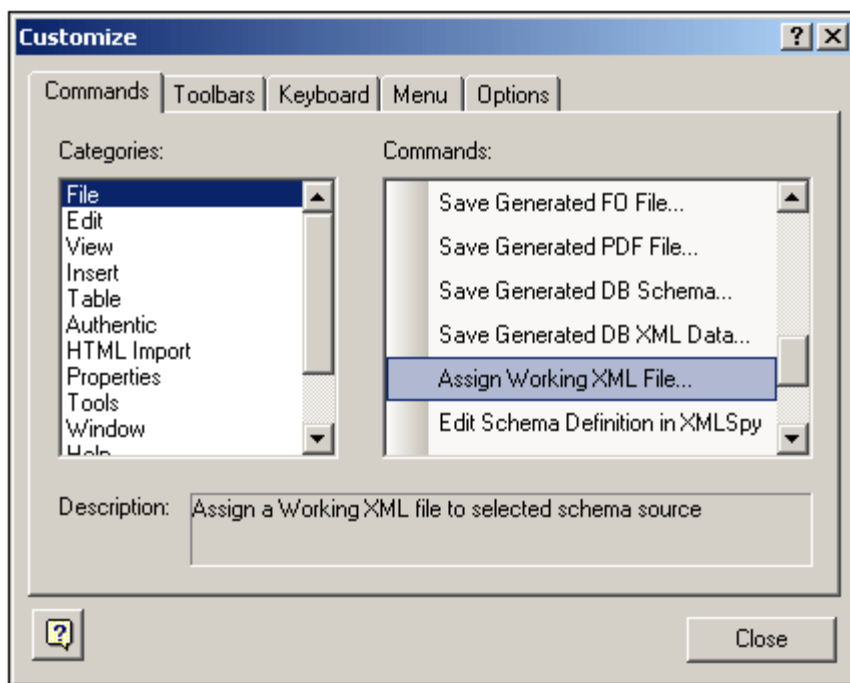 Customize
Commands Toolbars Keyboard Menu Options
Categories: Commands:
File
Edit
View
Insert
Table
Authentic
HTML Import
Properties
Tools
Window
Help
Save Generated FO File...
Save Generated PDF File...
Save Generated DB Schema...
Save Generated DB XML Data...
Assign Working XML File...
Edit Schema Definition in XMLSpy
Description: Assign a Working XML file to selected schema source
Close